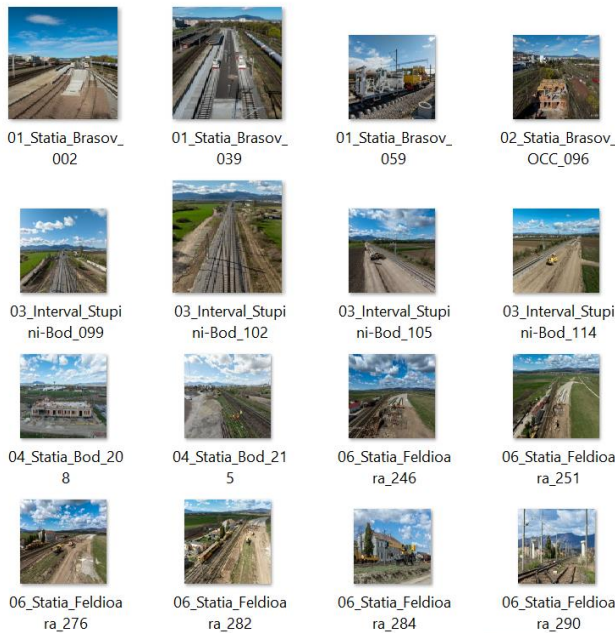 01_Statia_Brasov_
002
01_Statia_Brasov_
039
01_Statia_Brasov_
059
02_Statia_Brasov_
OCC_096
03_Interval_Stupi
ni-Bod_099
03_Interval_Stupi
ni-Bod_102
03_Interval_Stupi
ni-Bod_105
03_Interval_Stupi
ni-Bod_114
04_Statia_Bod_20
8
04_Statia_Bod_21
5
06_Statia_Feldioa
ra_246
06_Statia_Feldioa
ra_251
06_Statia_Feldioa
ra_276
06_Statia_Feldioa
ra_282
06_Statia_Feldioa
ra_284
06_Statia_Feldioa
ra_290